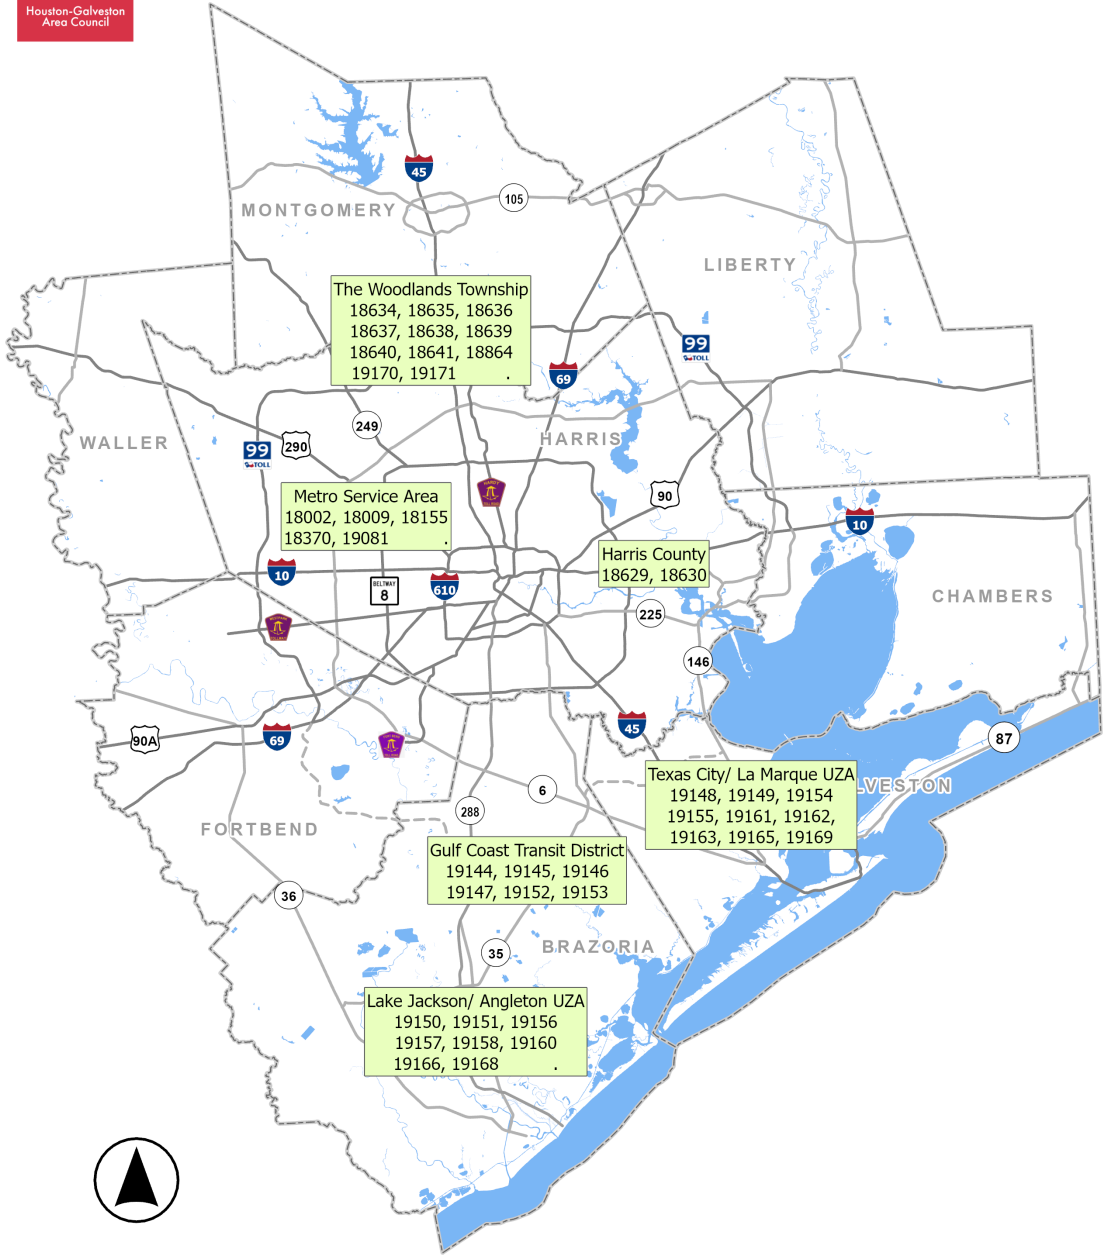 Houston-Galveston
Area Council
45
105
MONTGOMERY
LIBERTY
The Woodlands Township
18634, 18635, 18636
18637, 18638, 18639
18640, 18641, 18864
19170, 19171 .
99
TOLL
69
249
HARRIS
WALLER
290
99
TOLL
HARDY
Metro Service Area
18002, 18009, 18155
18370, 19081 .
90
10
Harris County
18629, 18630
10
BELTWAY
8
610
CHAMBERS
225
146
45
90A
69
87
6
Texas City/ La Marque UZA
19148, 19149, 19154
19155, 19161, 19162,
19163, 19165, 19169
LVESTON
288
FORTBEND
Gulf Coast Transit District
19144, 19145, 19146
19147, 19152, 19153
36
35
BRAZORIA
Lake Jackson/ Angleton UZA
19150, 19151, 19156
19157, 19158, 19160
19166, 19168 .